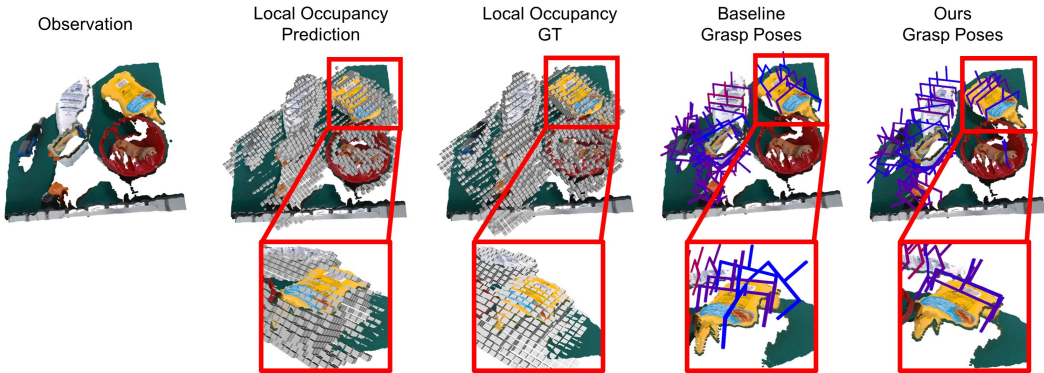 Observation
Local Occupancy
Prediction
Local Occupancy
GT
Baseline
Grasp Poses
Ours
Grasp Poses